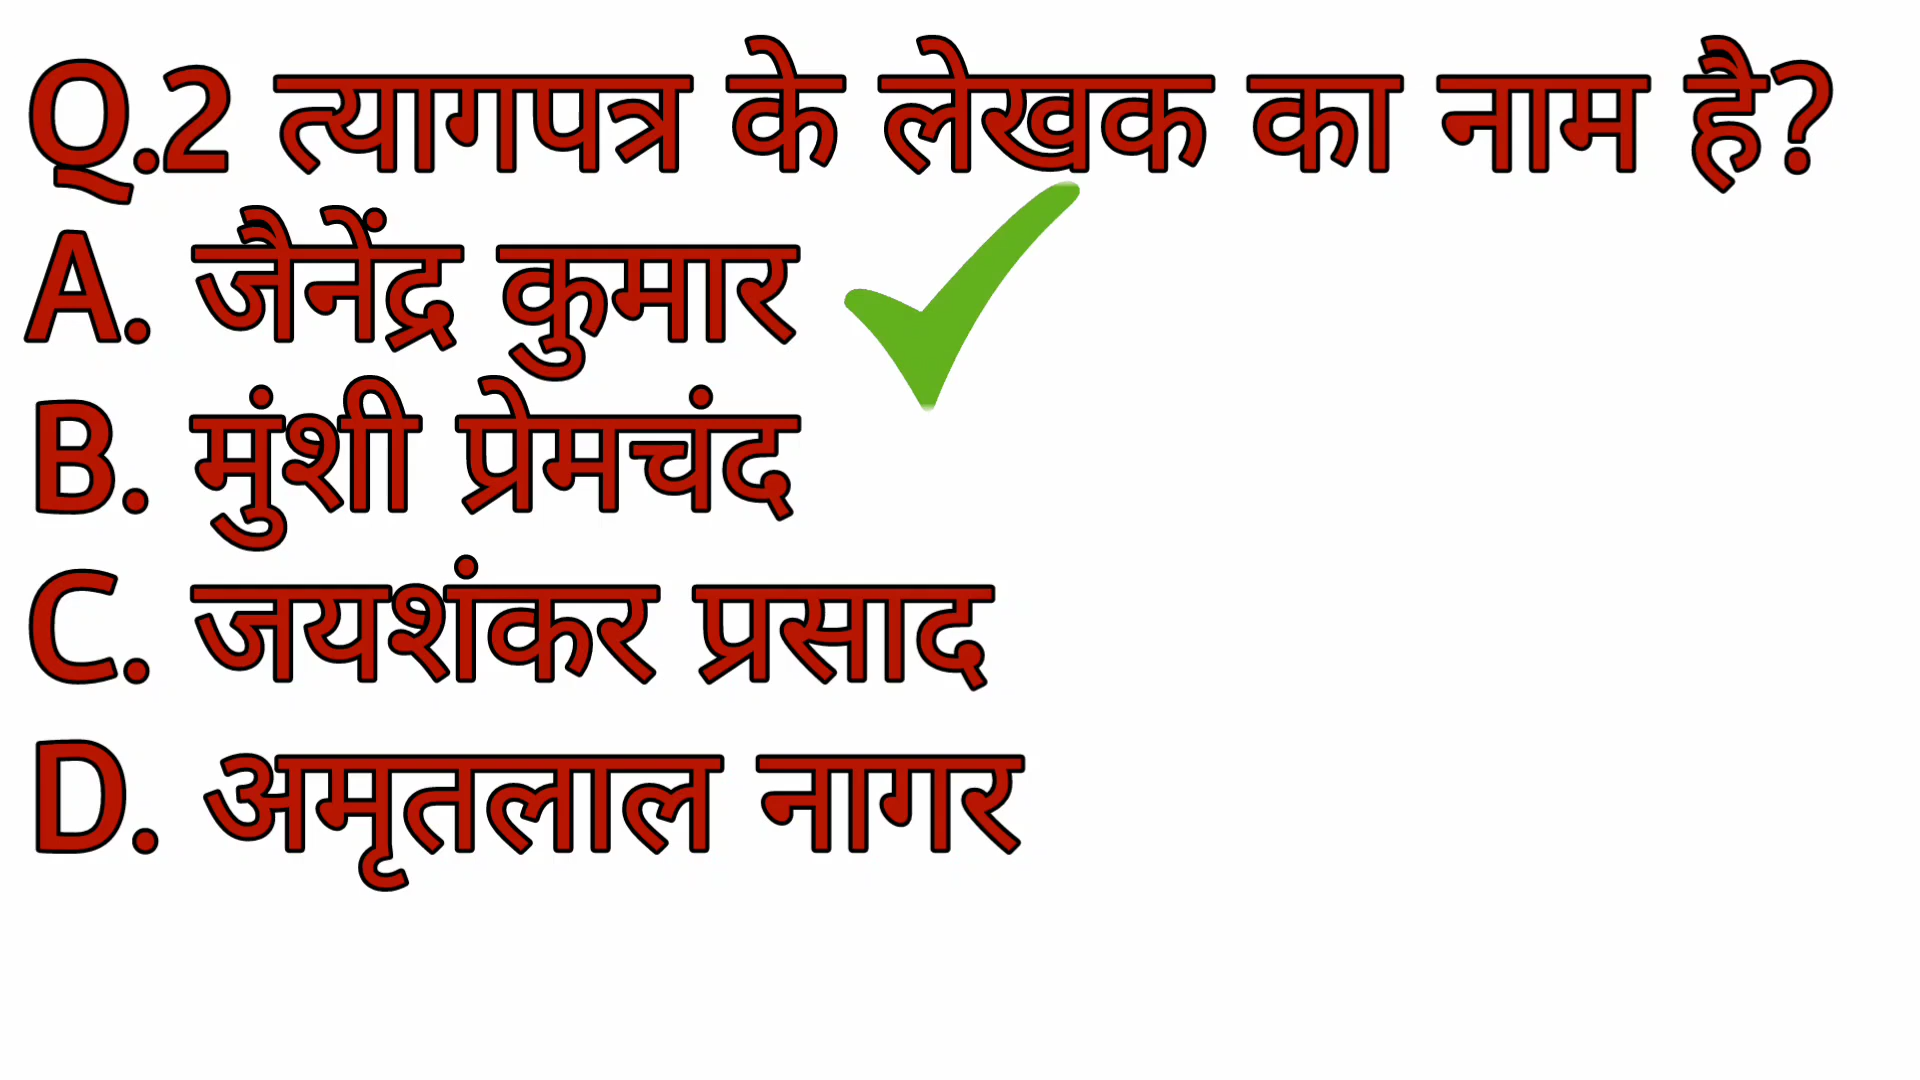 Q.2 त्यागपत्र के लेखक का नाम है?
A. जैनेंद्र कुमार
B. मुंशी प्रेमचंद
C. जयशंकर प्रसाद
D. अमृतलाल नागर